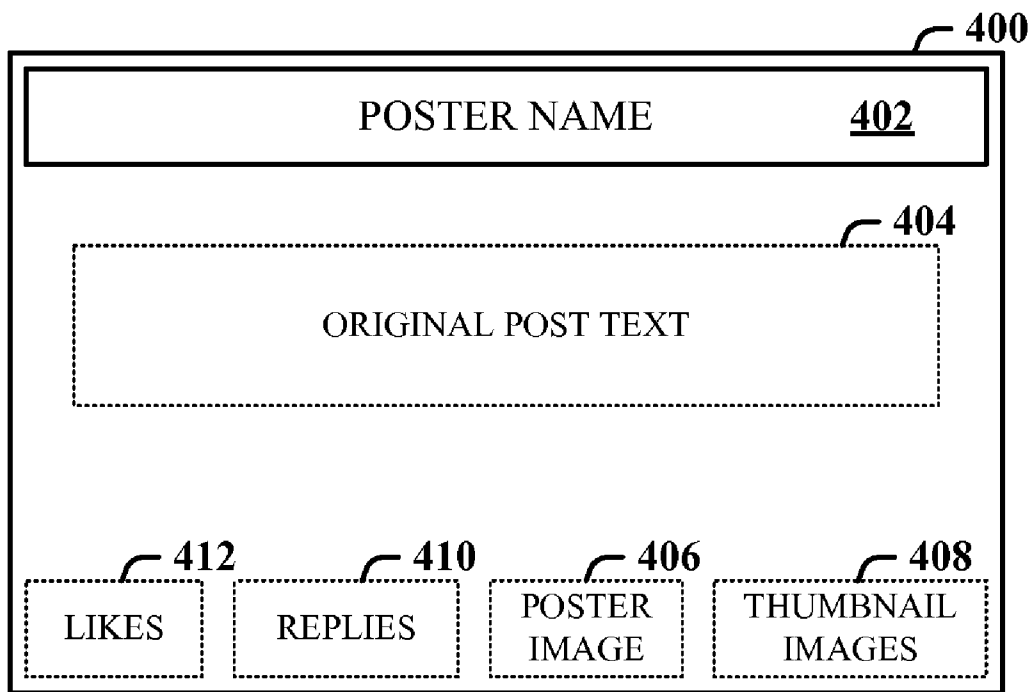 400
POSTER NAME 402
404
ORIGINAL POST TEXT
412 410 406 408
LIKES REPLIES POSTER IMAGE THUMBNAIL IMAGES